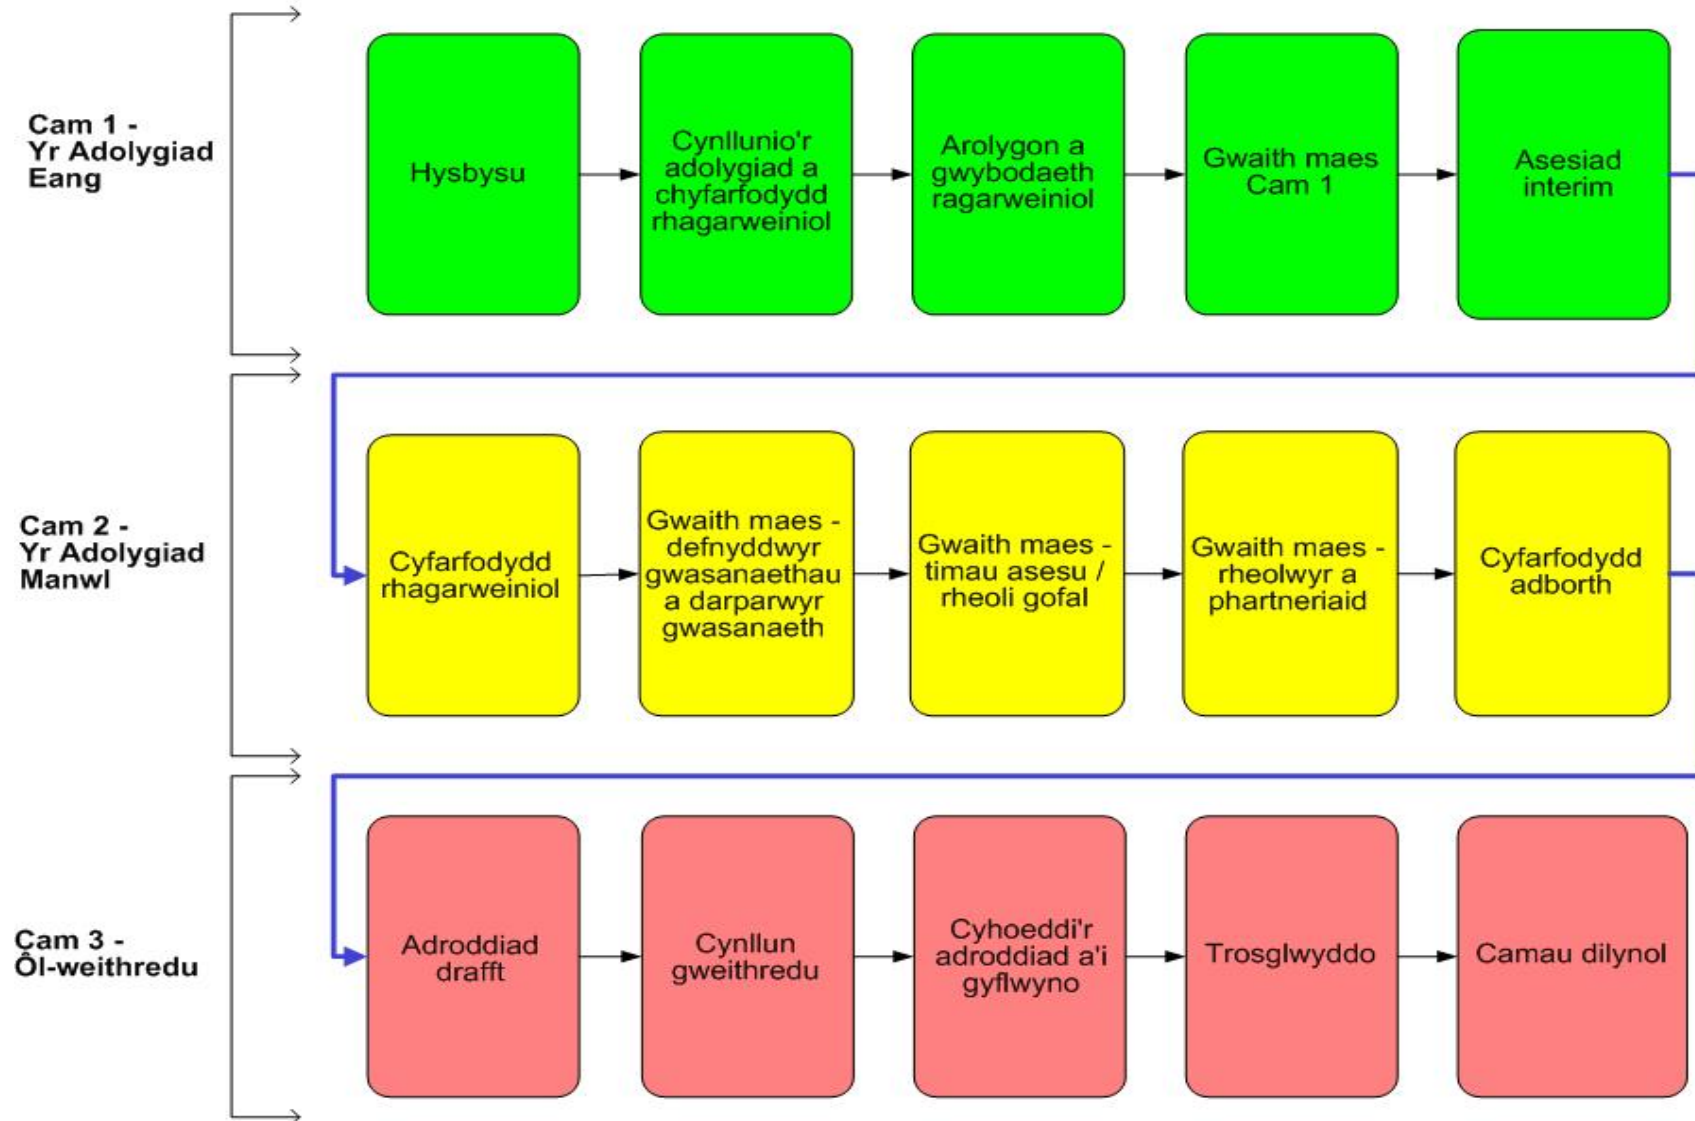 Cam 1 -
Yr Adolygiad
Eang
Hysbysu
Cynllunio'r
adolygiad a
chyfarfodydd
rhagarweiniol
Arolygon a
gwybodaeth
ragarweiniol
Gwaith maes
Cam 1
Asesiad
interim
Cam 2 -
Yr Adolygiad
Manwl
Cyfarfodydd
rhagarweiniol
Gwaith maes -
defnyddwyr
gwasanaethau
a darparwyr
gwasanaeth
Gwaith maes -
timau asesu /
rheoli gofal
Gwaith maes -
rheolwyr a
phartneriaid
Cyfarfodydd
adborth
Cam 3 -
Ôl-weithredu
Adroddiad
drafft
Cynllun
gweithredu
Cyhoeddi'r
adroddiad a'i
gyflwyno
Trosglwyddo
Camau dilynol